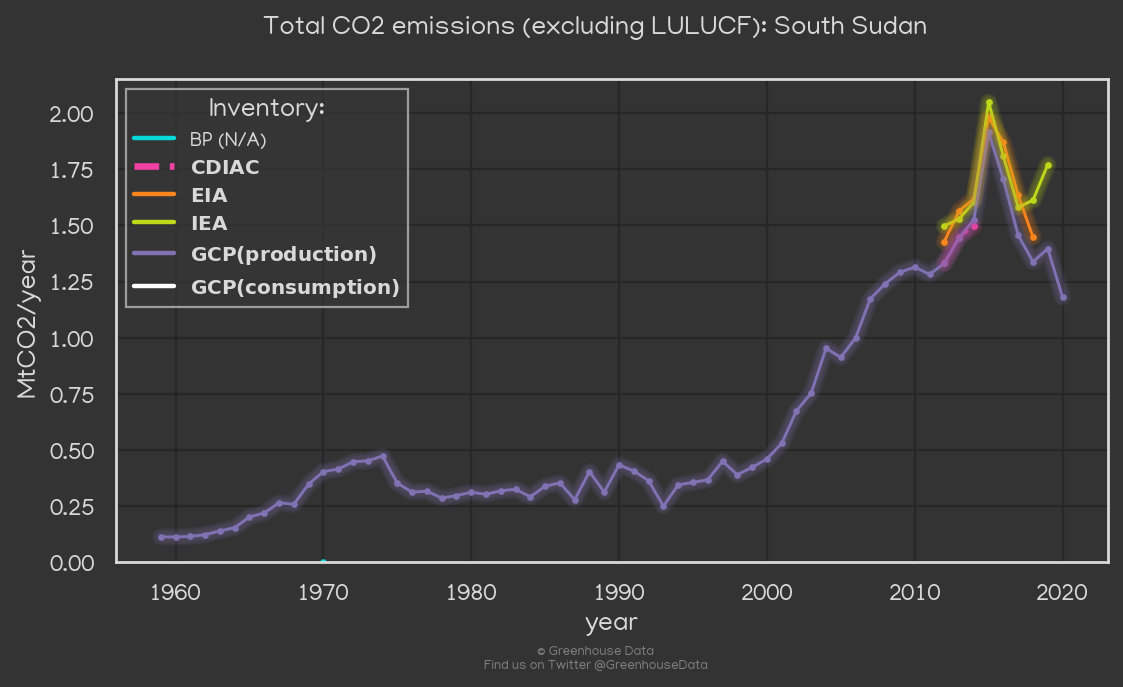 Total CO2 emissions (excluding LULUCF): South Sudan
Inventory:
BP (N/A)
CDIAC
EIA
IEA
GCP(production)
GCP(consumption)
MtCO2/year
2.00
1.75
1.50
1.25
1.00
0.75
0.50
0.25
0.00
1960 1970 1980 1990 2000 2010 2020
year
© Greenhouse Data
Find us on Twitter @GreenhouseData